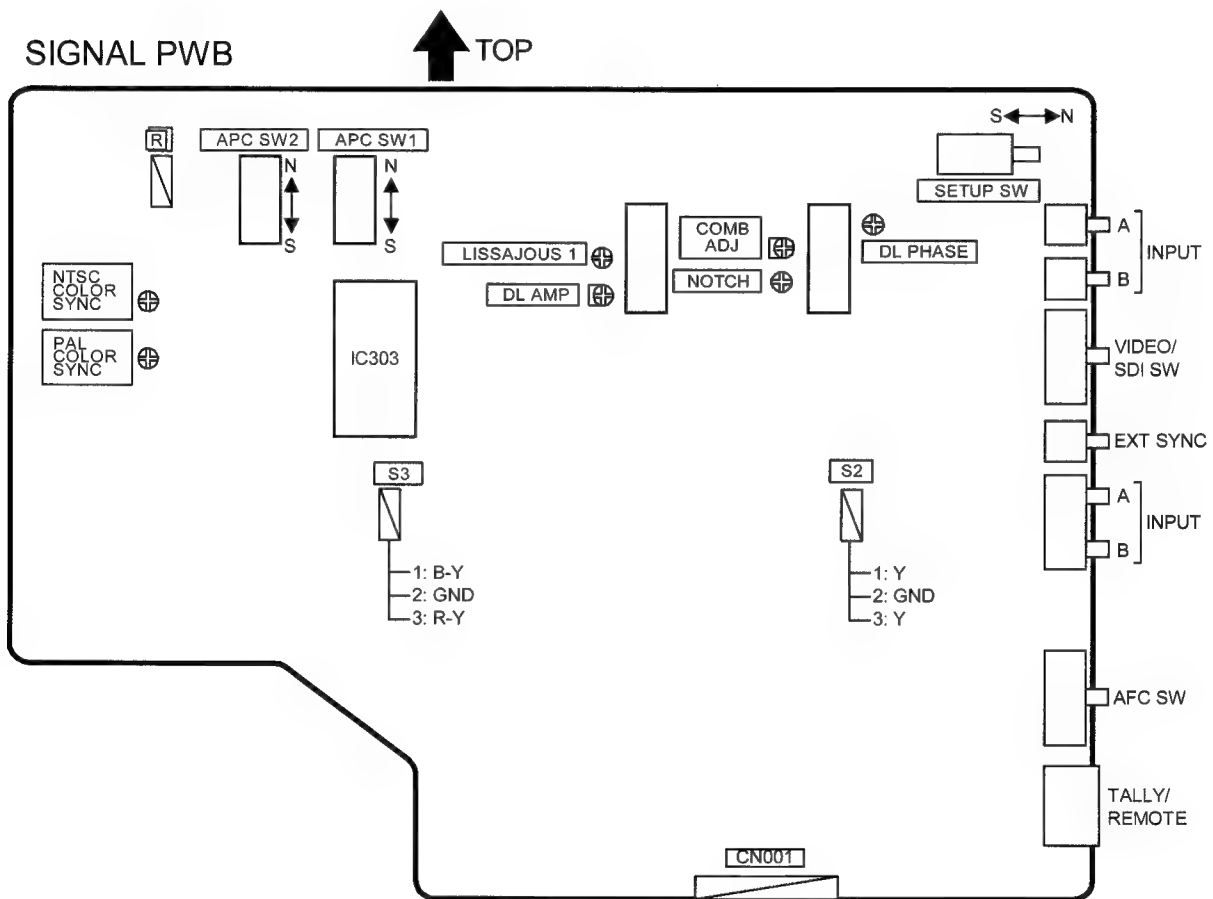 SIGNAL PWB
TOP
S N
R
APC SW2
APC SW1
N
S
N
S
SETUP SW
COMB
ADJ
LISSAJOUS 1
DL PHASE
DL AMP
NOTCH
A
B
INPUT
NTSC
COLOR
SYNC
PAL
COLOR
SYNC
IC303
VIDEO/
SDI SW
EXT SYNC
S3
S2
A
B
INPUT
1: B-Y
2: GND
3: R-Y
1: Y
2: GND
3: Y
AFC SW
TALLY/
REMOTE
CN001